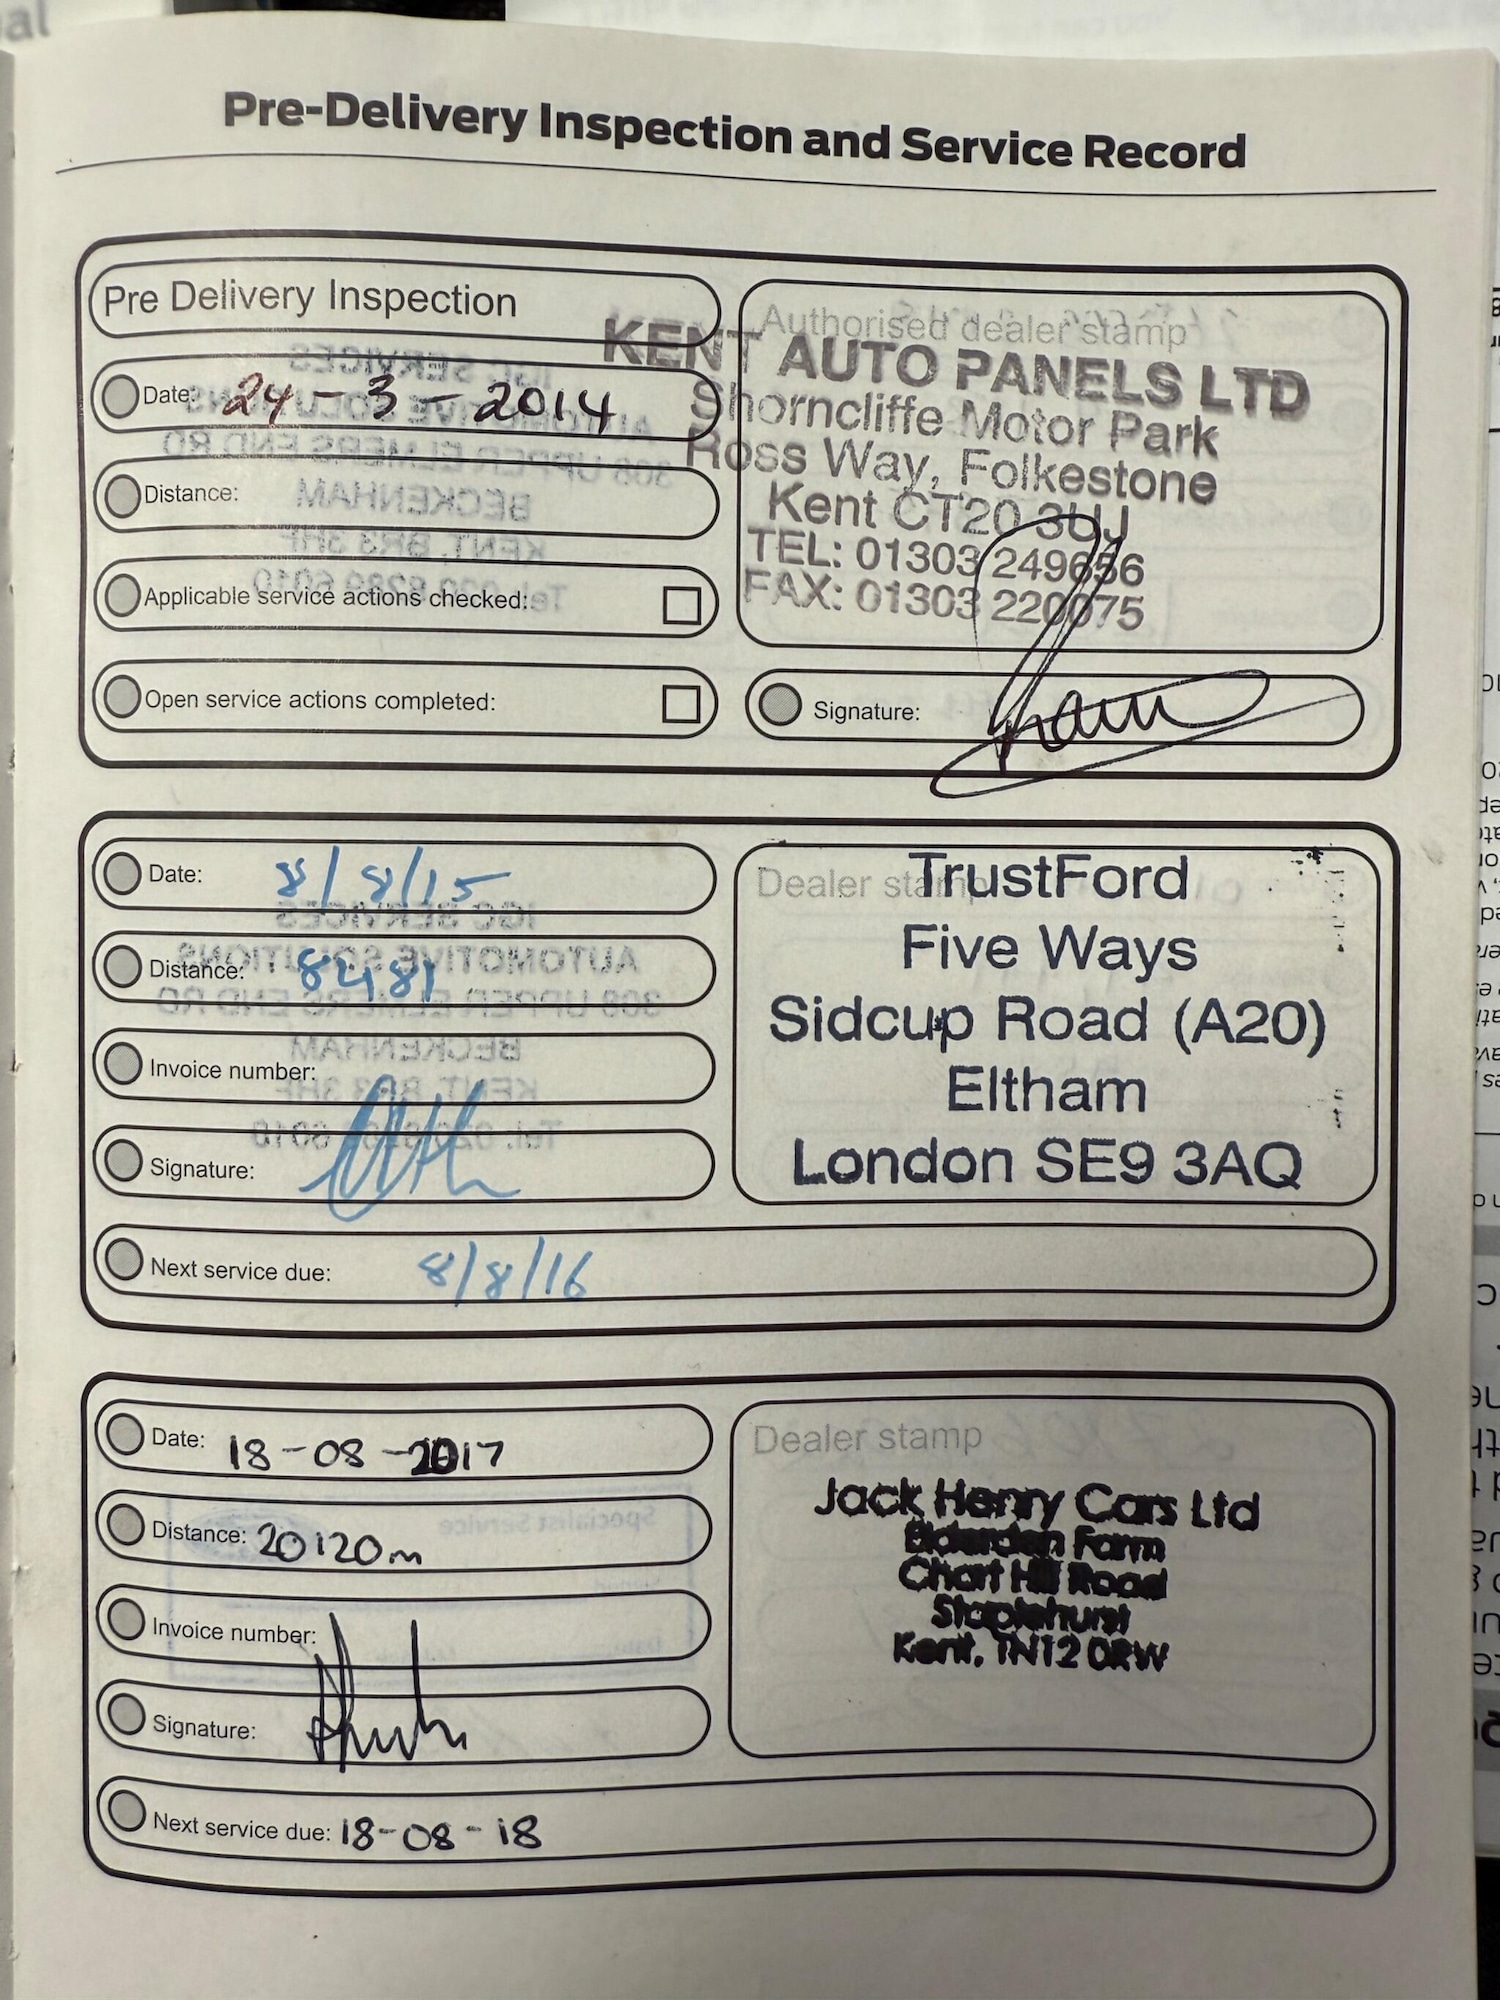 Pre-Delivery Inspection and Service Record
Pre Delivery Inspection
Date: 24-3-2014
Distance:
Applicable service actions checked:
Open service actions completed:
Authorised dealer stamp
KENT AUTO PANELS LTD
Shorncliffe Motor Park
Ross Way, Folkestone
Kent CT20 3UJ
TEL: 01303 249656
FAX: 01303 220075
Signature:
Date: 8/8/15
Distance: 8481
Invoice number:
Signature:
Next service due: 8/8/16
Dealer stamp
TrustFord
Five Ways
Sidcup Road (A20)
Eltham
London SE9 3AQ
Date: 18-08-2017
Distance: 20120m
Invoice number:
Signature:
Next service due: 18-08-18
Dealer stamp
Jack Henry Cars Ltd
Farm
Chart Hill Road
Staplehurst
Kent, TN12 0RW